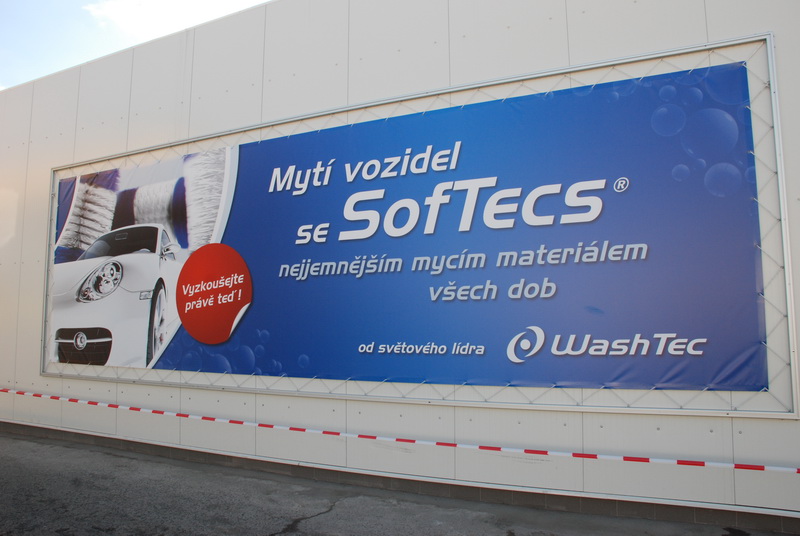 Mytí vozidel
se SofTecs®
nejjemnějším mycím materiálem
všech dob
Vyzkoušejte
právě teď!
od světového lídra WashTec